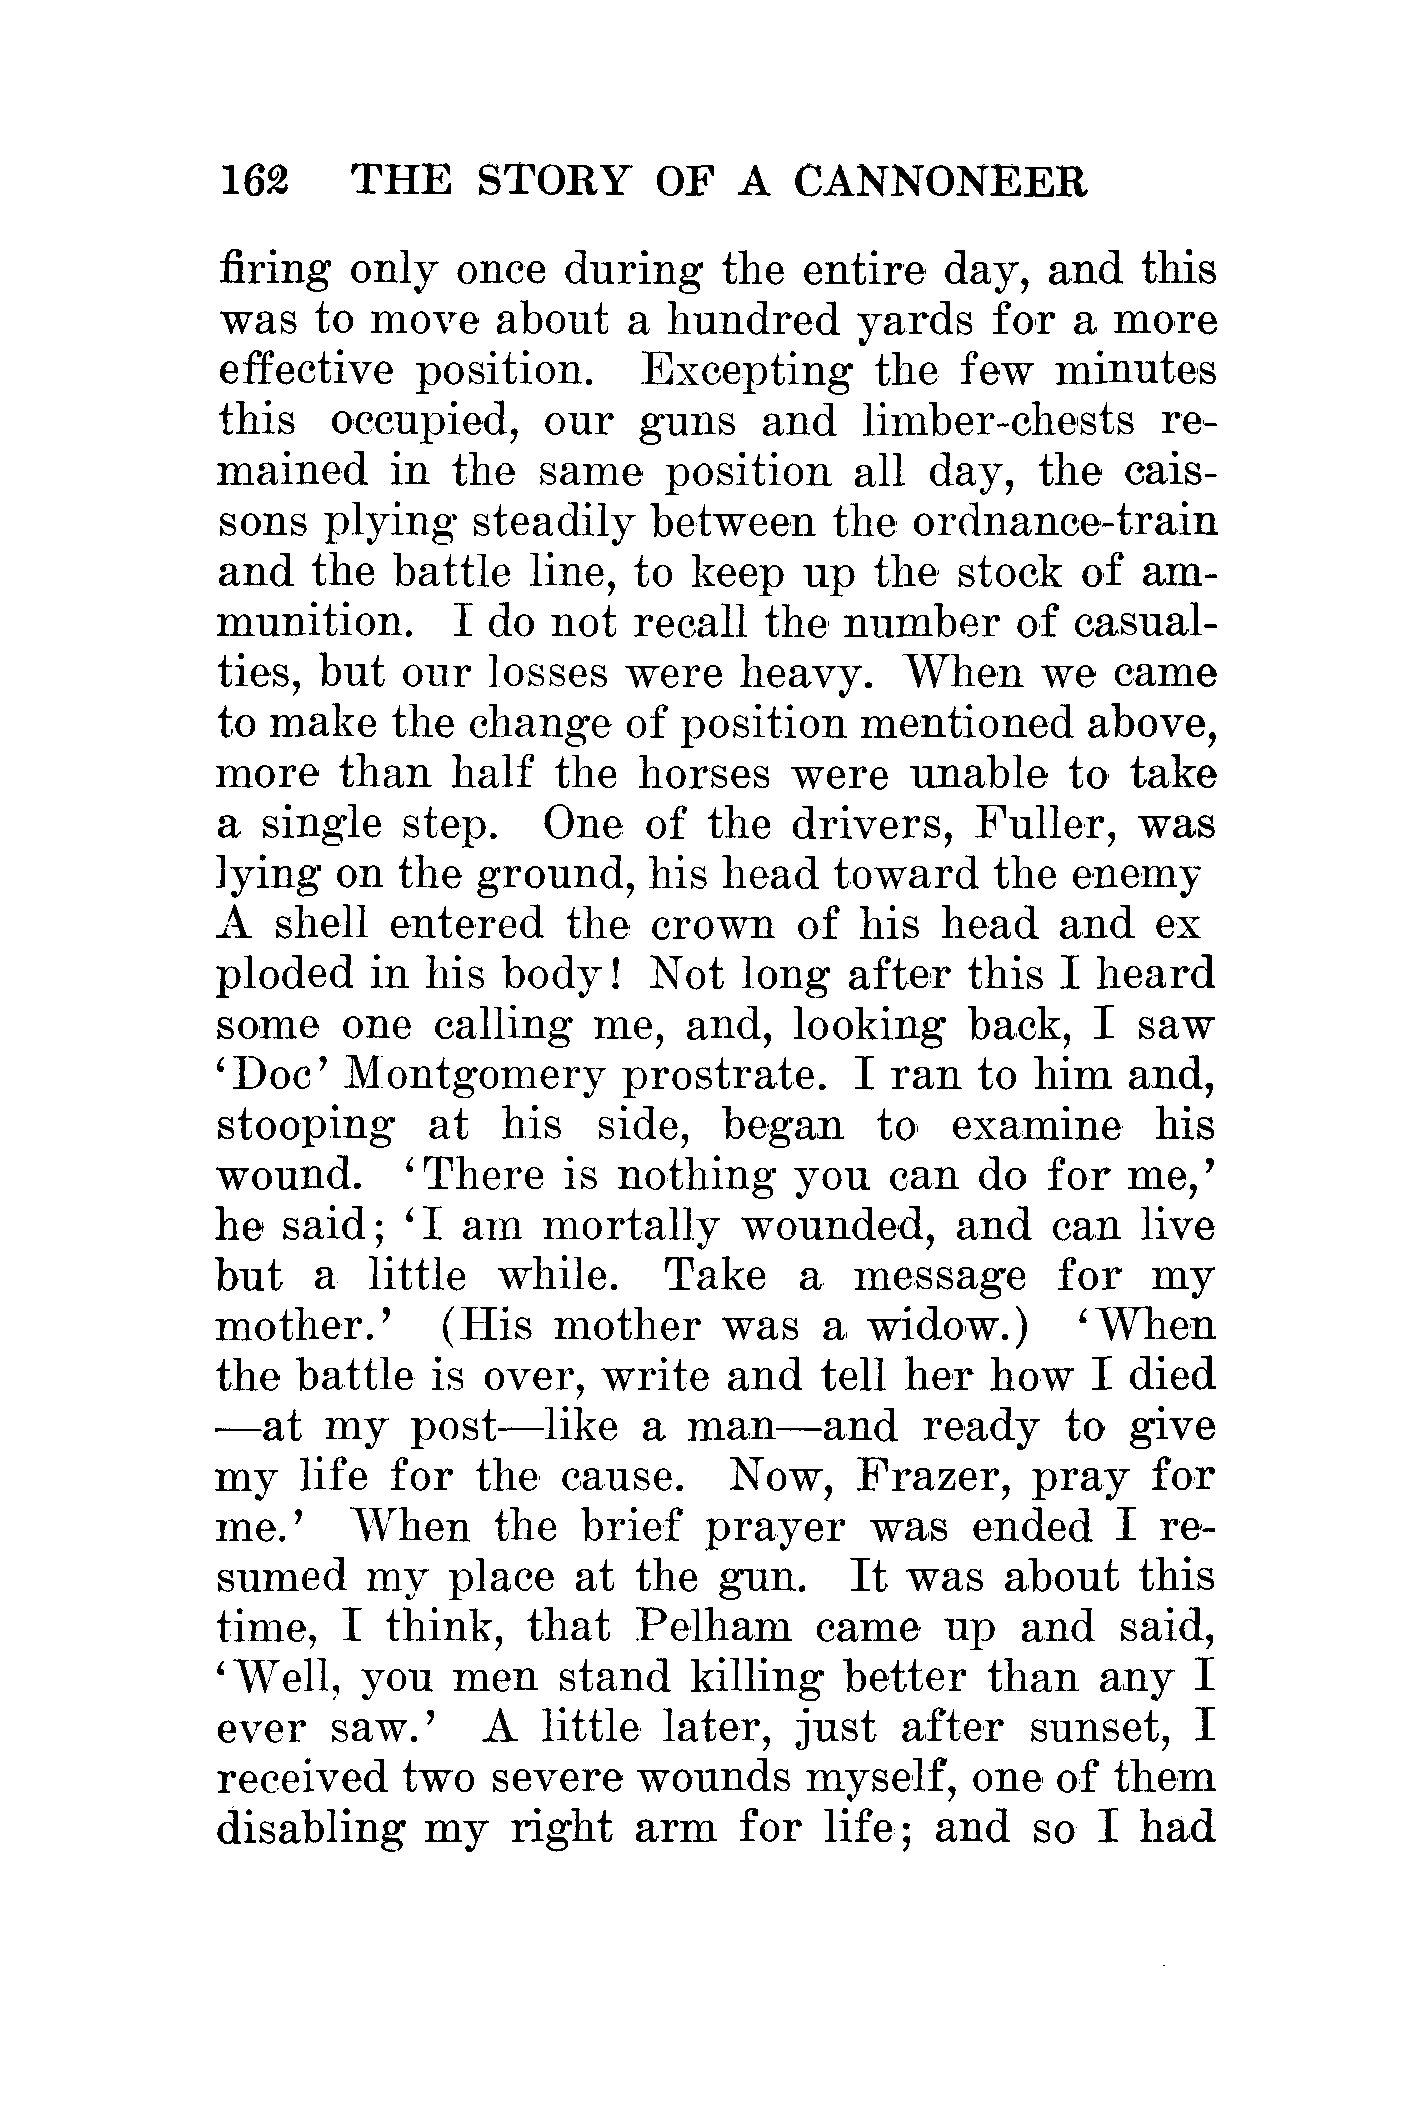 162 THE STORY OF A CANNONEER
firing only once during the entire day, and this
was to move about a hundred yards for a more
effective position. Excepting the few minutes
this occupied, our guns and limber-chests re-
mained in the same position all day, the cais-
sons plying steadily between the ordnance-train
and the battle line, to keep up the stock of am-
munition. I do not recall the number of casual-
ties, but our losses were heavy. When we came
to make the change of position mentioned above,
more than half the horses were unable to take
a single step. One of the drivers, Fuller, was
lying on the ground, his head toward the enemy
A shell entered the crown of his head and ex
ploded in his body! Not long after this I heard
some one calling me, and, looking back, I saw
‘Doc’ Montgomery prostrate. I ran to him and,
stooping at his side, began to examine his
wound. ‘There is nothing you can do for me,’
he said; ‘I am mortally wounded, and can live
but a little while. Take a message for my
mother.’ (His mother was a widow.) ‘When
the battle is over, write and tell her how I died
—at my post—like a man—and ready to give
my life for the cause. Now, Frazer, pray for
me.’ When the brief prayer was ended I re-
sumed my place at the gun. It was about this
time, I think, that Pelham came up and said,
‘Well, you men stand killing better than any I
ever saw.’ A little later, just after sunset, I
received two severe wounds myself, one of them
disabling my right arm for life; and so I had